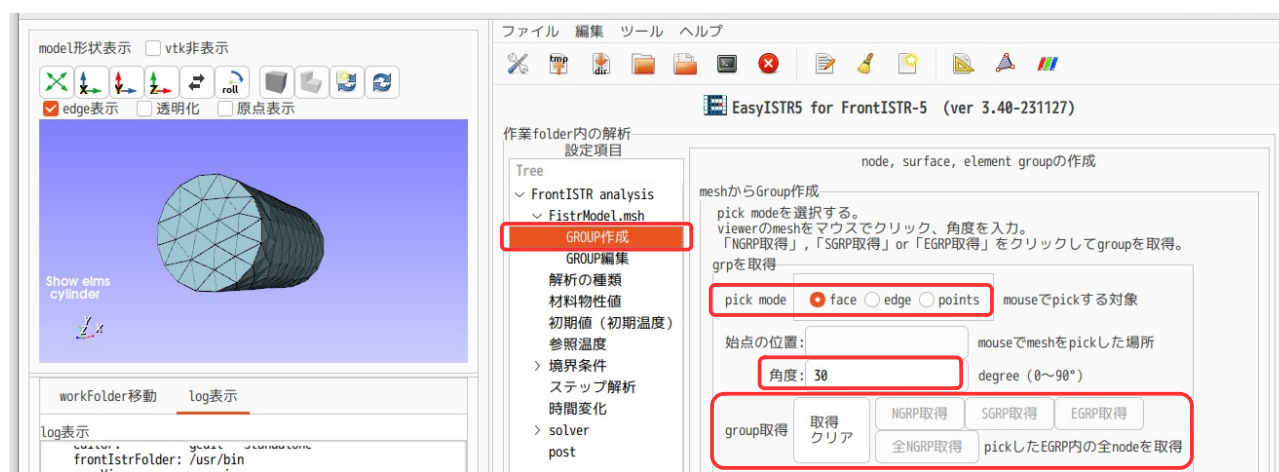 model形状表示 vtk非表示
roll
edge表示 透明化 原点表示
Show elms
cylinder
Y
Z X
workFolder移動 log表示
log表示
frontIstrFolder: /usr/bin
ファイル 編集 ツール ヘルプ
tmp
dir
EasyISTR5 for FrontISTR-5 (ver 3.40-231127)
作業folder内の解析
設定項目
Tree
FrontISTR analysis
FistrModel.msh
GROUP作成
GROUP編集
解析の種類
材料物性値
初期値（初期温度）
参照温度
境界条件
ステップ解析
時間変化
solver
post
node, surface, element groupの作成
meshからGroup作成
pick modeを選択する。
viewerのmeshをマウスでクリック、角度を入力。
「NGRP取得」,「SGRP取得」or「EGRP取得」をクリックしてgroupを取得。
grpを取得
pick mode face edge points mouseでpickする対象
始点の位置: mouseでmeshをpickした場所
角度: 30 degree (0～90°)
group取得 取得クリア NGRP取得 SGRP取得 EGRP取得
全NGRP取得 pickしたEGRP内の全nodeを取得